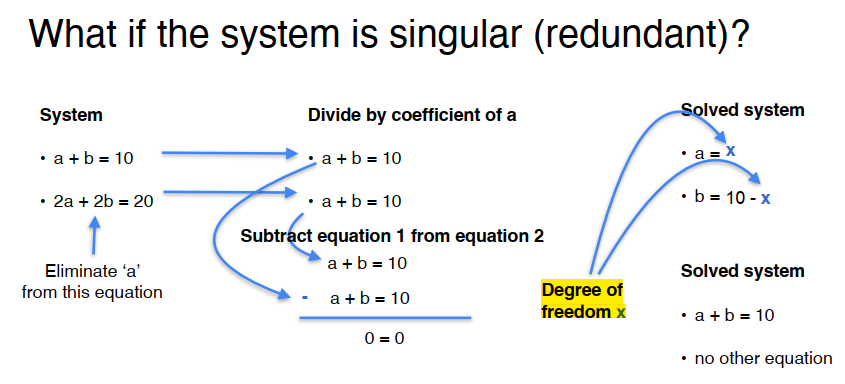 What if the system is singular (redundant)?
System
• a + b = 10
• 2a + 2b = 20
Eliminate ‘a’
from this equation
Divide by coefficient of a
• a + b = 10
• a + b = 10
Subtract equation 1 from equation 2
a + b = 10
- a + b = 10
0 = 0
Degree of
freedom x
Solved system
• a = x
• b = 10 - x
Solved system
• a + b = 10
• no other equation